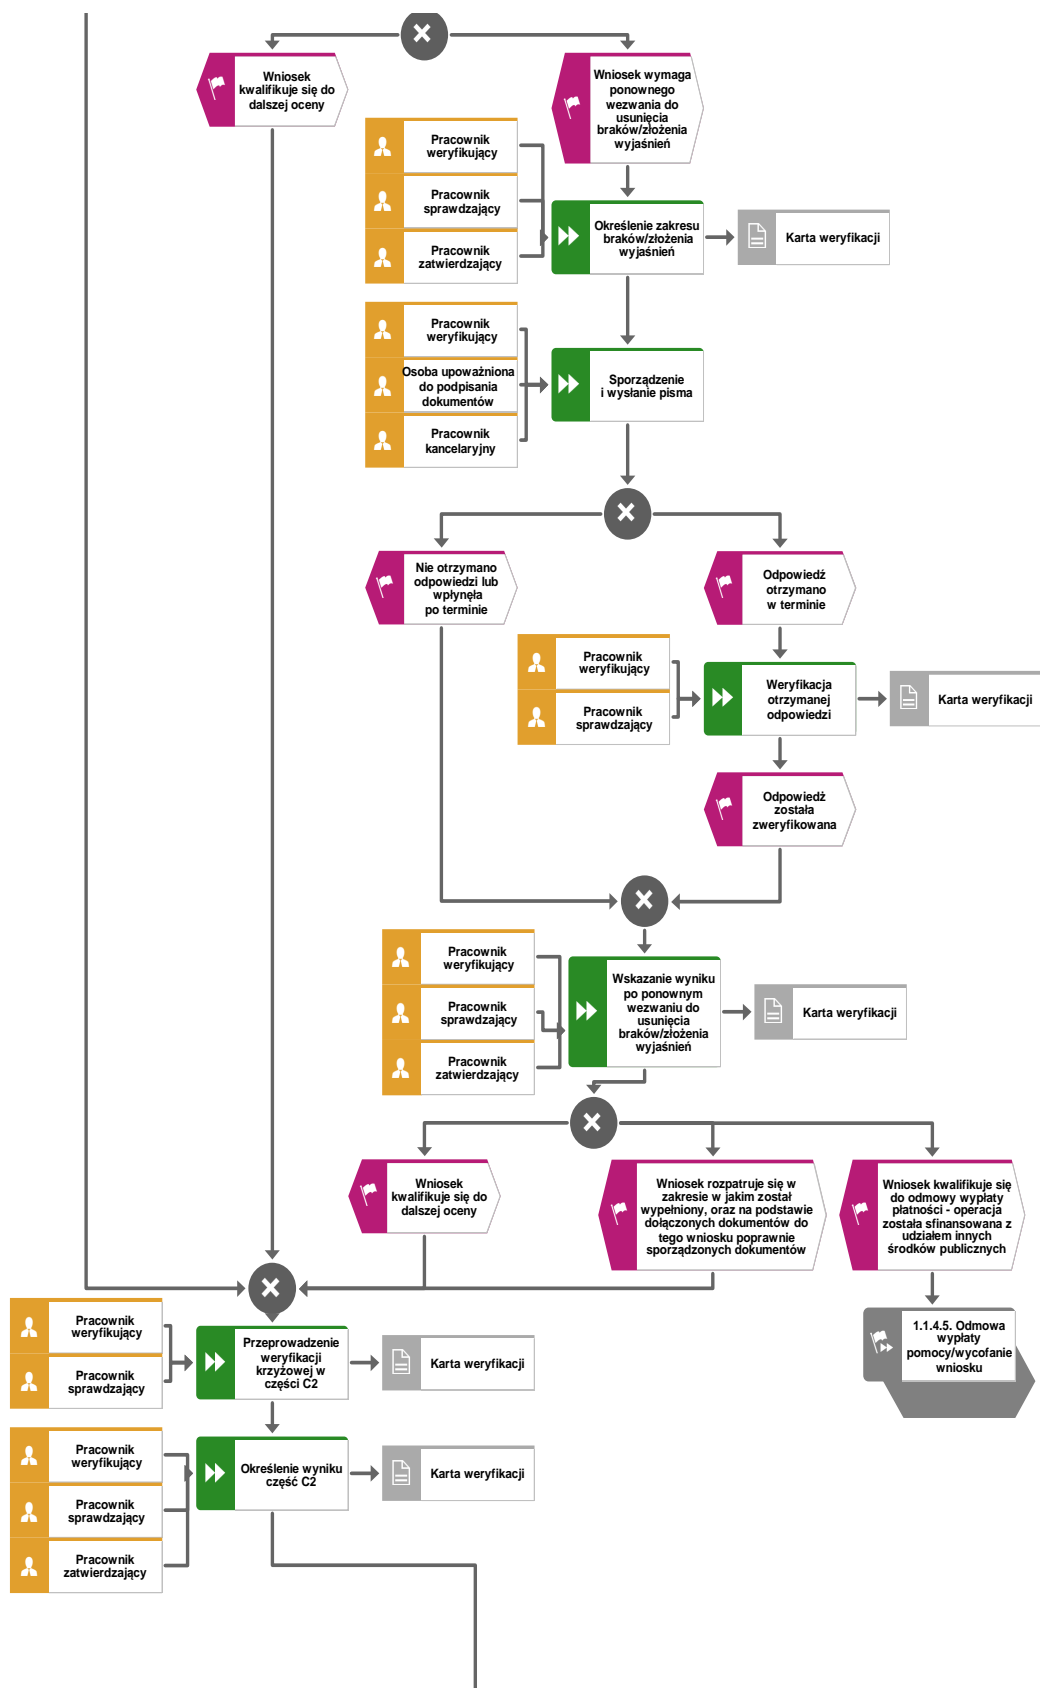 Wniosek
kwalifikuje się do
dalszej oceny
Wniosek wymaga
ponownego
wezwania do
usunięcia
braków/złożenia
wyjaśnień
Pracownik
weryfikujący
Pracownik
sprawdzający
Pracownik
zatwierdzający
Określenie zakresu
braków/złożenia
wyjaśnień
Karta weryfikacji
Pracownik
weryfikujący
Osoba upoważniona
do podpisania
dokumentów
Pracownik
kancelaryjny
Sporządzenie
i wysłanie pisma
Nie otrzymano
odpowiedzi lub
wpłynęła
po terminie
Odpowiedź
otrzymano
w terminie
Pracownik
weryfikujący
Pracownik
sprawdzający
Weryfikacja
otrzymanej
odpowiedzi
Karta weryfikacji
Odpowiedż
została
zweryfikowana
Pracownik
weryfikujący
Pracownik
sprawdzający
Pracownik
zatwierdzający
Wskazanie wyniku
po ponownym
wezwaniu do
usunięcia
braków/złożenia
wyjaśnień
Karta weryfikacji
Wniosek
kwalifikuje się do
dalszej oceny
Wniosek rozpatruje się w
zakresie w jakim został
wypełniony, oraz na podstawie
dołączonych dokumentów do
tego wniosku poprawnie
sporządzonych dokumentów
Wniosek kwalifikuje się
do odmowy wypłaty
płatności - operacja
została sfinansowana z
udziałem innych
środków publicznych
1.1.4.5. Odmowa
wypłaty
pomocy/wycofanie
wniosku
Pracownik
weryfikujący
Pracownik
sprawdzający
Przeprowadzenie
weryfikacji
krzyżowej w
części C2
Karta weryfikacji
Pracownik
weryfikujący
Pracownik
sprawdzający
Pracownik
zatwierdzający
Określenie wyniku
część C2
Karta weryfikacji